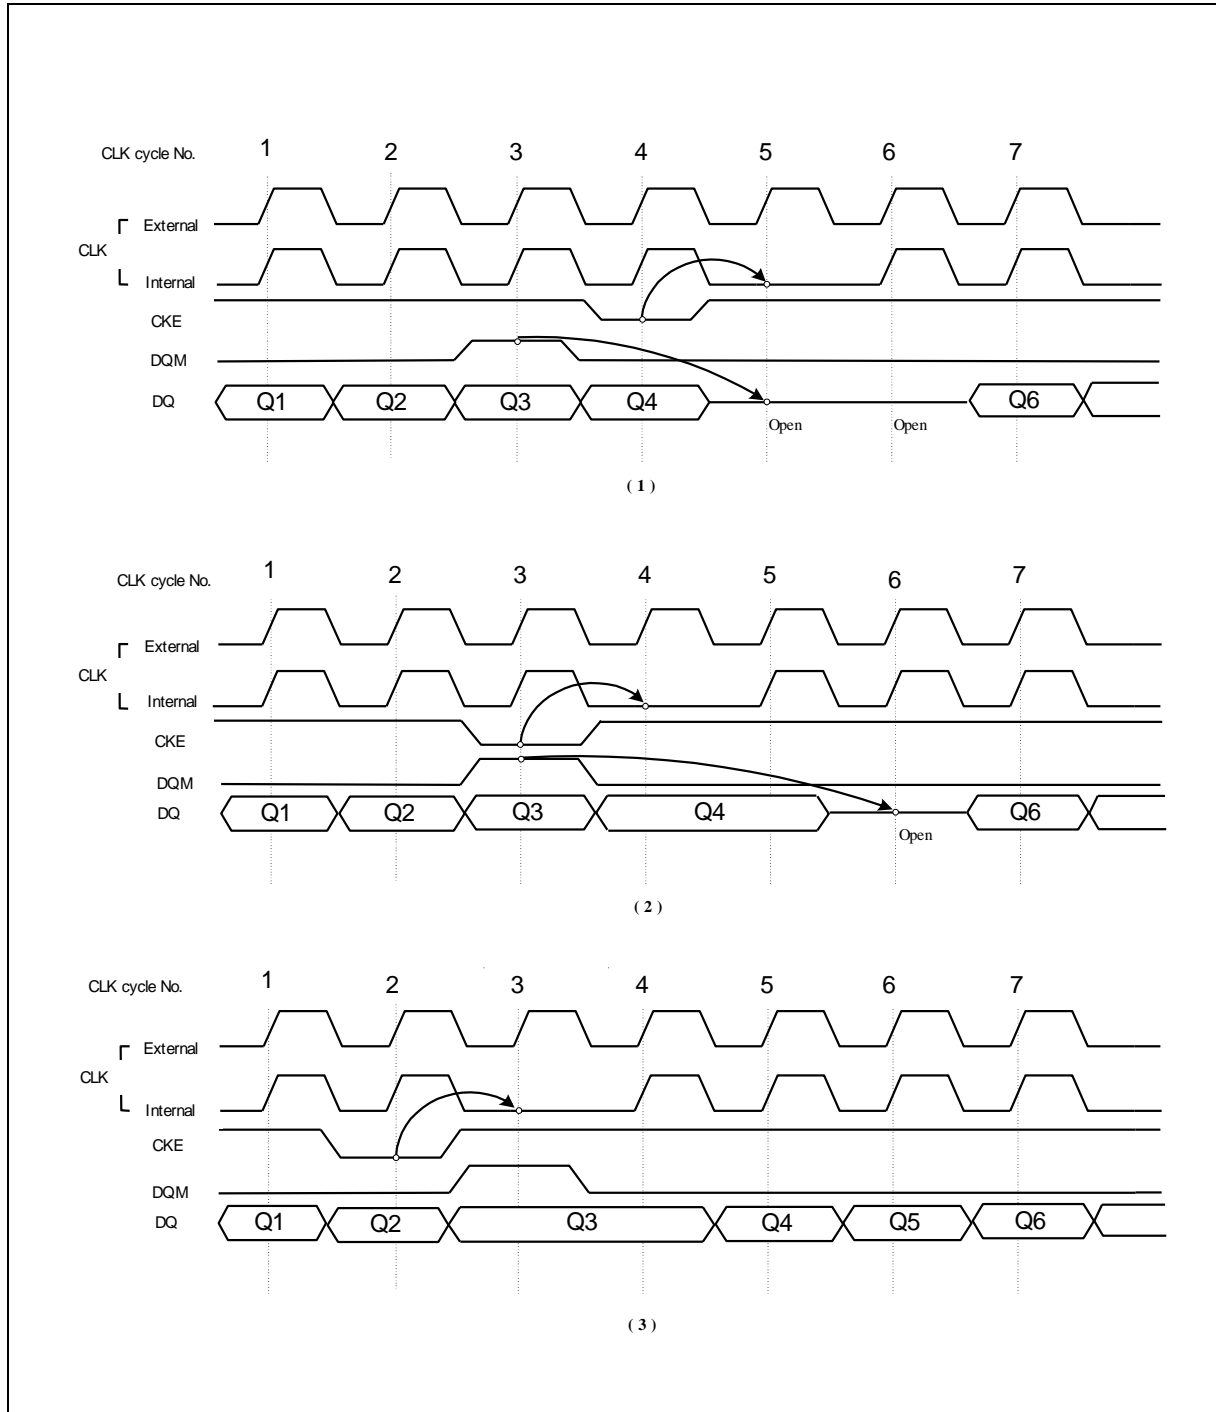 CLK cycle No. 1 2 3 4 5 6 7
External
CLK
Internal
CKE
DQM
DQ Q1 Q2 Q3 Q4 Q6
Open Open
( 1 )
CLK cycle No. 1 2 3 4 5 6 7
External
CLK
Internal
CKE
DQM
DQ Q1 Q2 Q3 Q4 Q6
Open
( 2 )
CLK cycle No. 1 2 3 4 5 6 7
External
CLK
Internal
CKE
DQM
DQ Q1 Q2 Q3 Q4 Q5 Q6
( 3 )